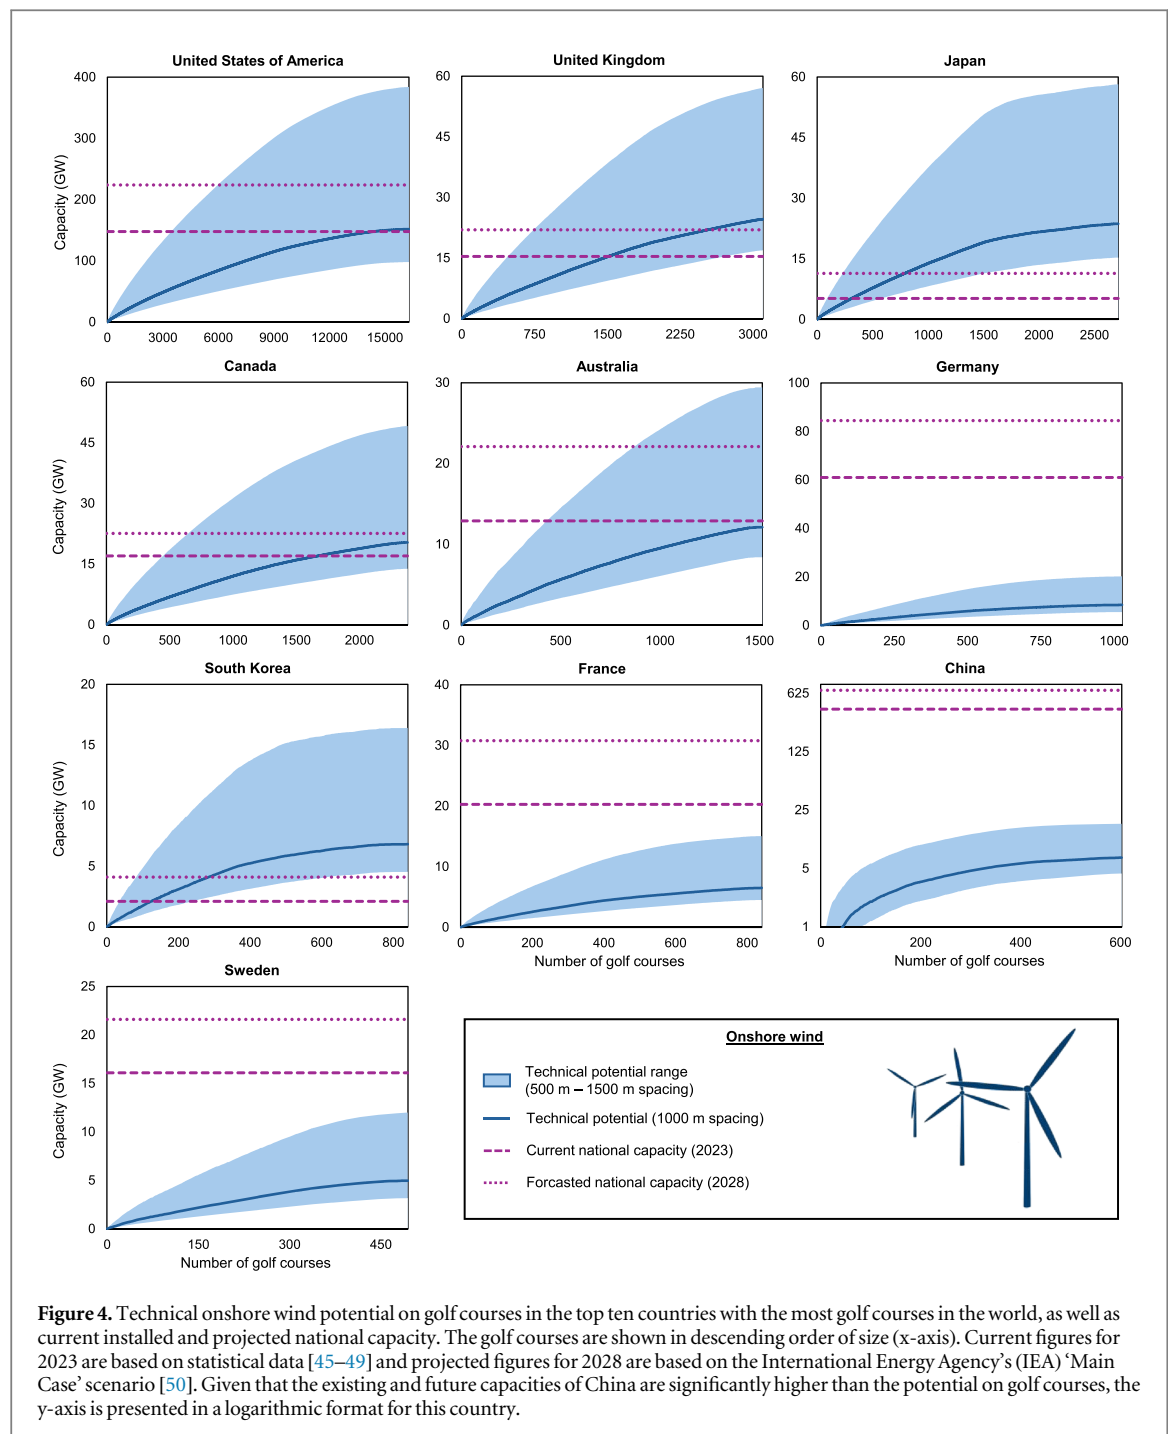 United States of America
United Kingdom
Japan
400
300
200
100
0
Capacity (GW)
0 3000 6000 9000 12000 15000
60
45
30
15
0
0 750 1500 2250 3000
60
45
30
15
0
0 500 1000 1500 2000 2500
Canada
Australia
Germany
60
45
30
15
0
Capacity (GW)
0 500 1000 1500 2000
30
20
10
0
0 500 1000 1500
100
80
60
40
20
0
0 250 500 750 1000
South Korea
France
China
20
15
10
5
0
Capacity (GW)
0 200 400 600 800
40
30
20
10
0
0 200 400 600 800
Number of golf courses
625
125
25
5
1
0 200 400 600
Number of golf courses
Sweden
25
20
15
10
5
0
Capacity (GW)
0 150 300 450
Number of golf courses
Onshore wind
Technical potential range
(500 m – 1500 m spacing)
Technical potential (1000 m spacing)
Current national capacity (2023)
Forcasted national capacity (2028)
Figure 4. Technical onshore wind potential on golf courses in the top ten countries with the most golf courses in the world, as well as
current installed and projected national capacity. The golf courses are shown in descending order of size (x-axis). Current figures for
2023 are based on statistical data [45–49] and projected figures for 2028 are based on the International Energy Agency's (IEA) 'Main
Case' scenario [50]. Given that the existing and future capacities of China are significantly higher than the potential on golf courses, the
y-axis is presented in a logarithmic format for this country.